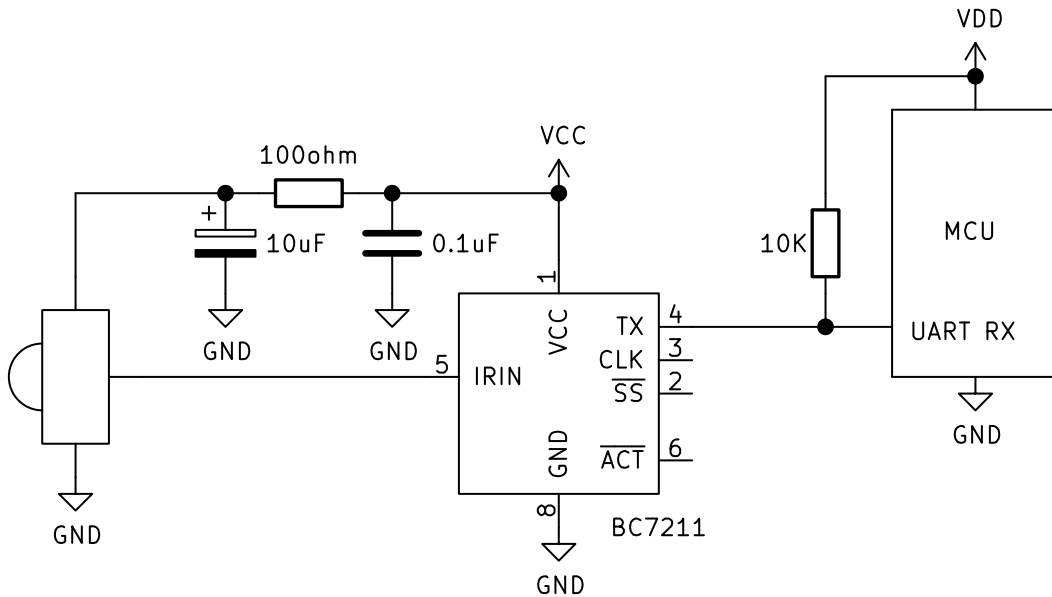 VDD
VCC
100ohm
+
10uF
0.1uF
10K
MCU
1
GND
GND
VCC
TX
4
UART RX
CLK
3
5
IRIN
SS
2
GND
GND
ACT
6
8
BC7211
GND
GND